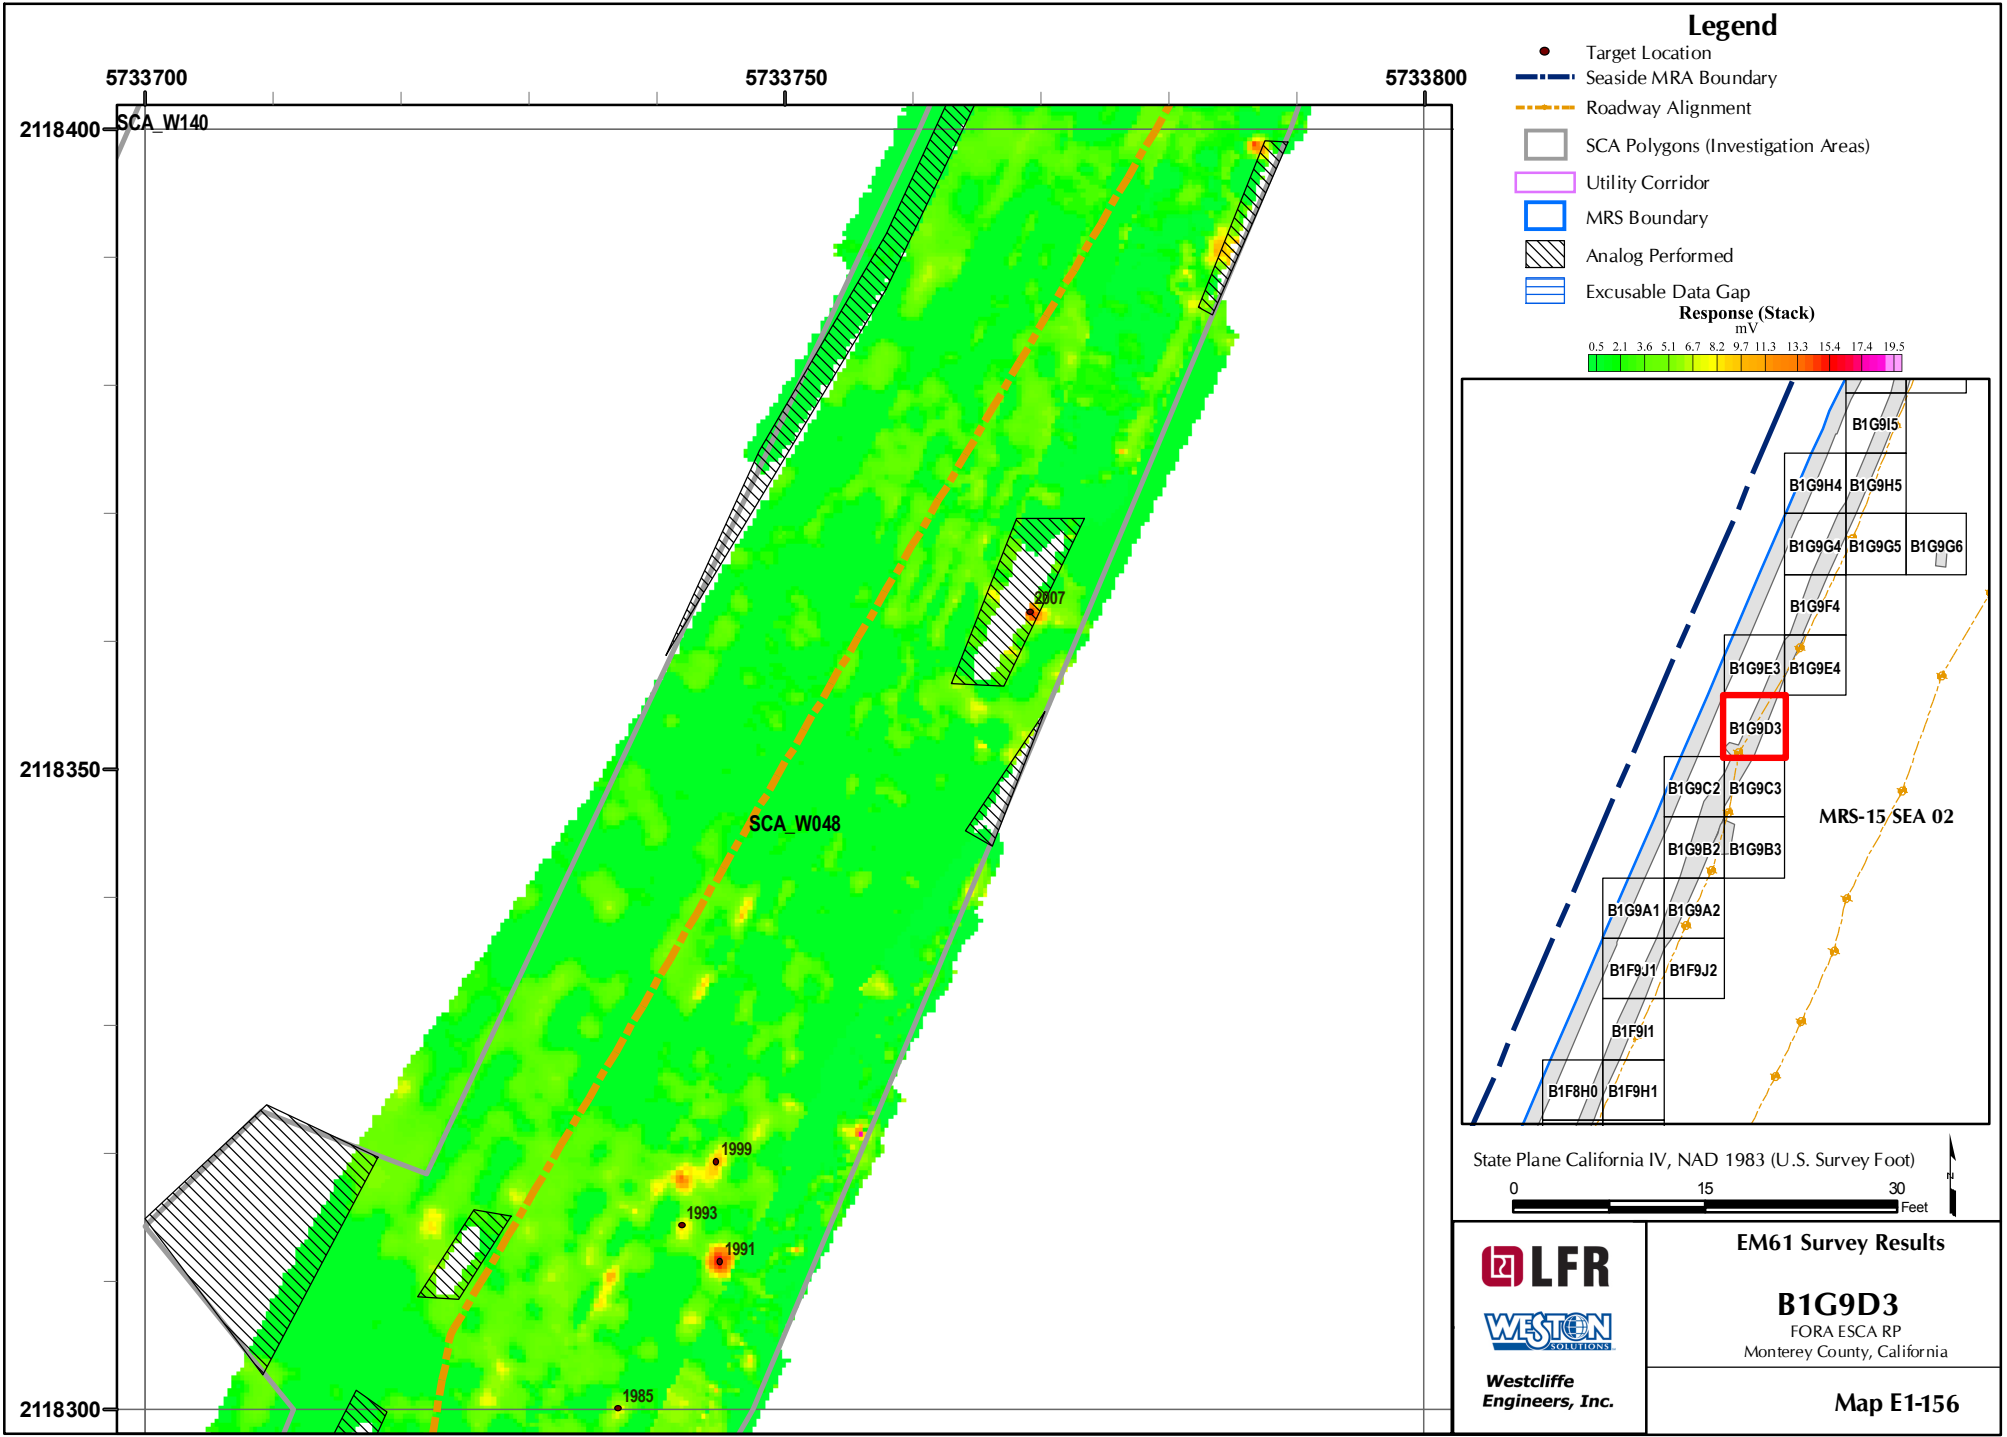 5733700
5733750
5733800
2118400
2118350
2118300
SCA_W140
2007
SCA_W048
1999
1993
1991
1985
Legend
Target Location
Seaside MRA Boundary
Roadway Alignment
SCA Polygons (Investigation Areas)
Utility Corridor
MRS Boundary
Analog Performed
Excusable Data Gap
Response (Stack)
mV
0.5 2.1 3.6 5.1 6.7 8.2 9.7 11.3 13.3 15.4 17.4 19.5
B1G9I5
B1G9H4 B1G9H5
B1G9G4 B1G9G5 B1G9G6
B1G9F4
B1G9E3 B1G9E4
B1G9D3
B1G9C2 B1G9C3
MRS-15 SEA 02
B1G9B2 B1G9B3
B1G9A1 B1G9A2
B1F9J1 B1F9J2
B1F9I1
B1F8H0 B1F9H1
State Plane California IV, NAD 1983 (U.S. Survey Foot)
N
0 15 30
Feet
LFR
WESTON
SOLUTIONS
Westcliffe
Engineers, Inc.
EM61 Survey Results
B1G9D3
FORA ESCA RP
Monterey County, California
Map E1-156